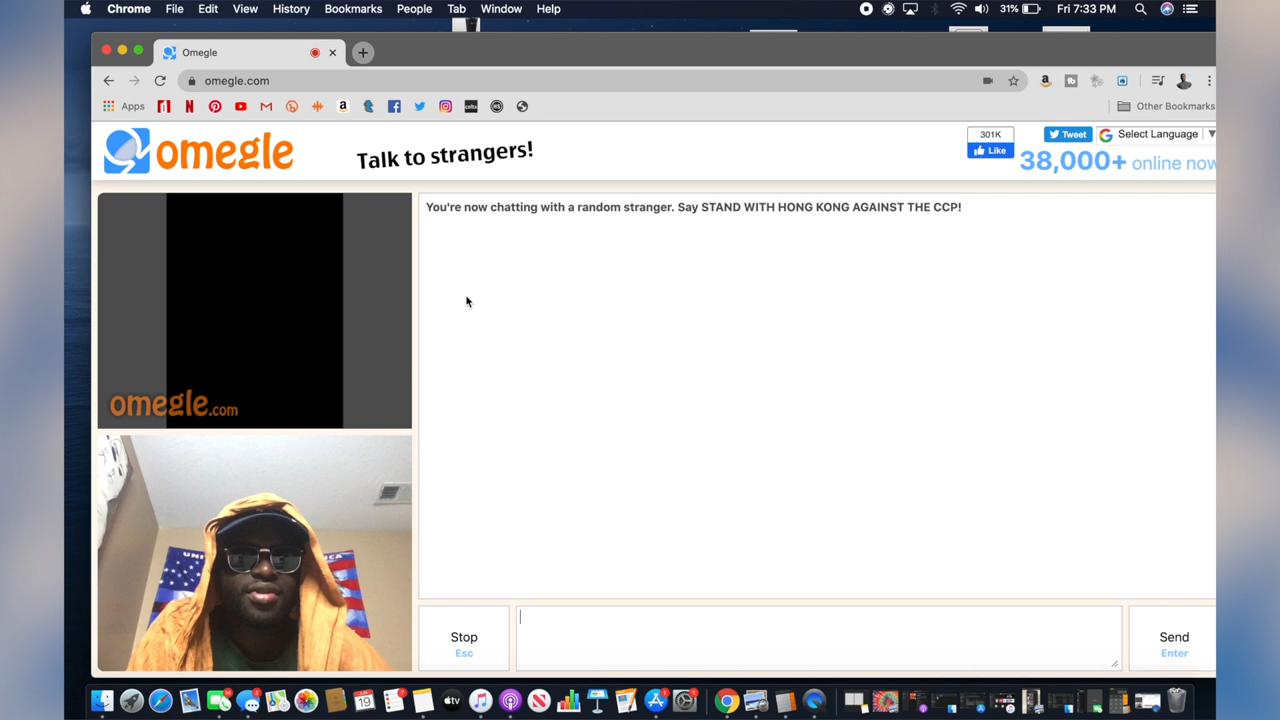 Chrome File Edit View History Bookmarks People Tab Window Help 31% Fri 7:33 PM
Omegle
omegle.com
Apps Other Bookmarks
omegle Talk to strangers! 301K Like Tweet Select Language 38,000+ online now
You're now chatting with a random stranger. Say STAND WITH HONG KONG AGAINST THE CCP!
omegle.com
Stop
Esc
Send
Enter